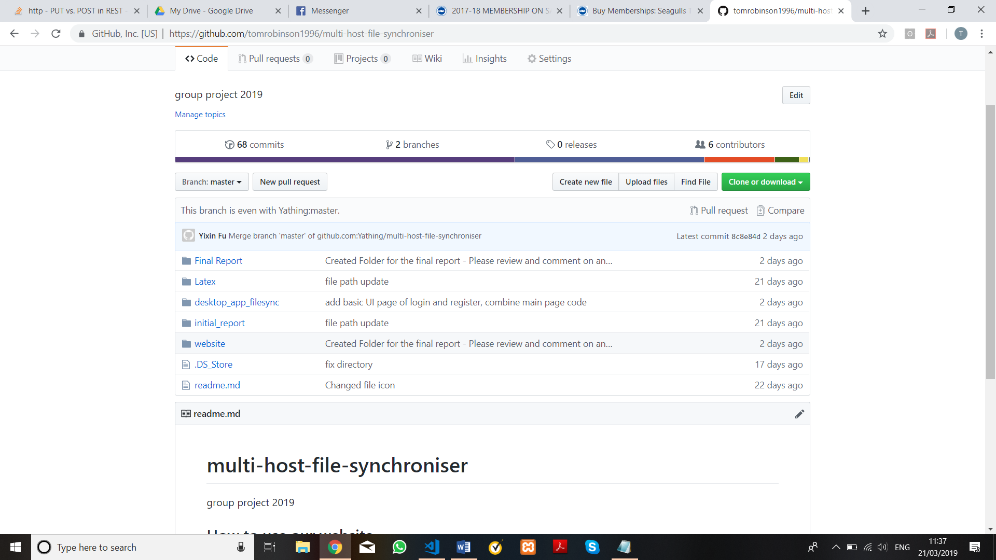 http - PUT vs. POST in REST
My Drive - Google Drive
Messenger
2017-18 MEMBERSHIP ON S
Buy Memberships: Seagulls
tomrobinson1996/multi-host
GitHub, Inc. [US]
https://github.com/tomrobinson1996/multi-host-file-synchroniser
T
Code
Pull requests 0
Projects 0
Wiki
Insights
Settings
group project 2019
Edit
Manage topics
68 commits
2 branches
0 releases
6 contributors
Branch: master
New pull request
Create new file
Upload files
Find File
Clone or download
This branch is even with Yathing:master.
Pull request
Compare
Yixin Fu Merge branch 'master' of github.com:Yathing/multi-host-file-synchroniser
Latest commit 8c8e84d 2 days ago
Final Report Created Folder for the final report - Please review and comment on an... 2 days ago
Latex file path update 21 days ago
desktop_app_filesync add basic UI page of login and register, combine main page code 2 days ago
initial_report file path update 21 days ago
website Created Folder for the final report - Please review and comment on an... 2 days ago
.DS_Store fix directory 17 days ago
readme.md Changed file icon 22 days ago
readme.md
multi-host-file-synchroniser
group project 2019
How to use our website
Type here to search
ENG
11:37
21/03/2019